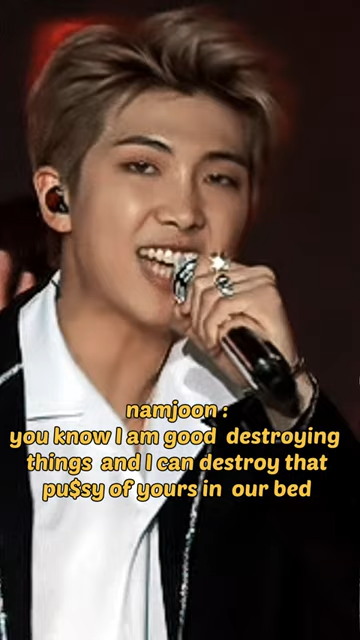 namjoon :
you know I am good destroying
things and I can destroy that
pu$sy of yours in our bed